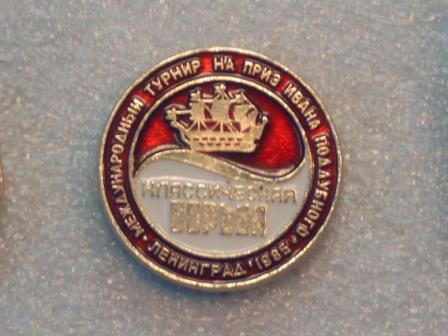 МЕЖДУНАРОДНЫЙ ТУРНИР НА ПРИЗ ИВАНА ПОДДУБНОГО
КЛАССИЧЕСКАЯ
БОРЬБА
• ЛЕНИНГРАД, 1985 •